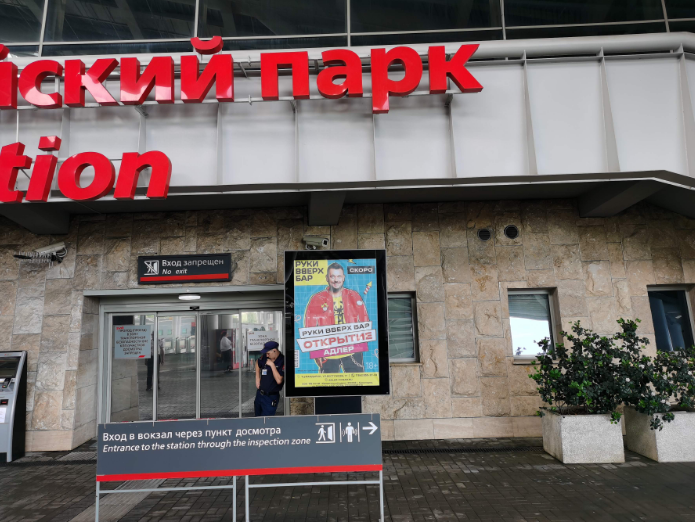 йский парк
tion
Вход запрещен
No exit
РУКИ
ВВЕРХ
БАР
СКОРО
РУКИ ВВЕРХ БАР
ОТКРЫТИЕ
АДЛЕР
Вход в вокзал через пункт досмотра
Entrance to the station through the inspection zone